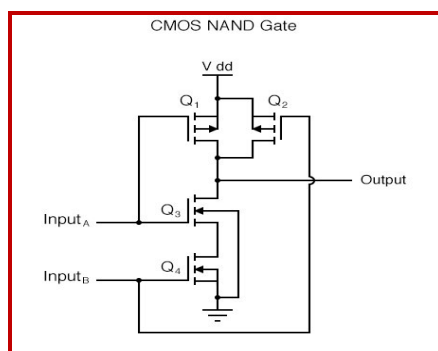 CMOS NAND Gate
V dd
Q1 Q2
Output
InputA Q3
InputB Q4